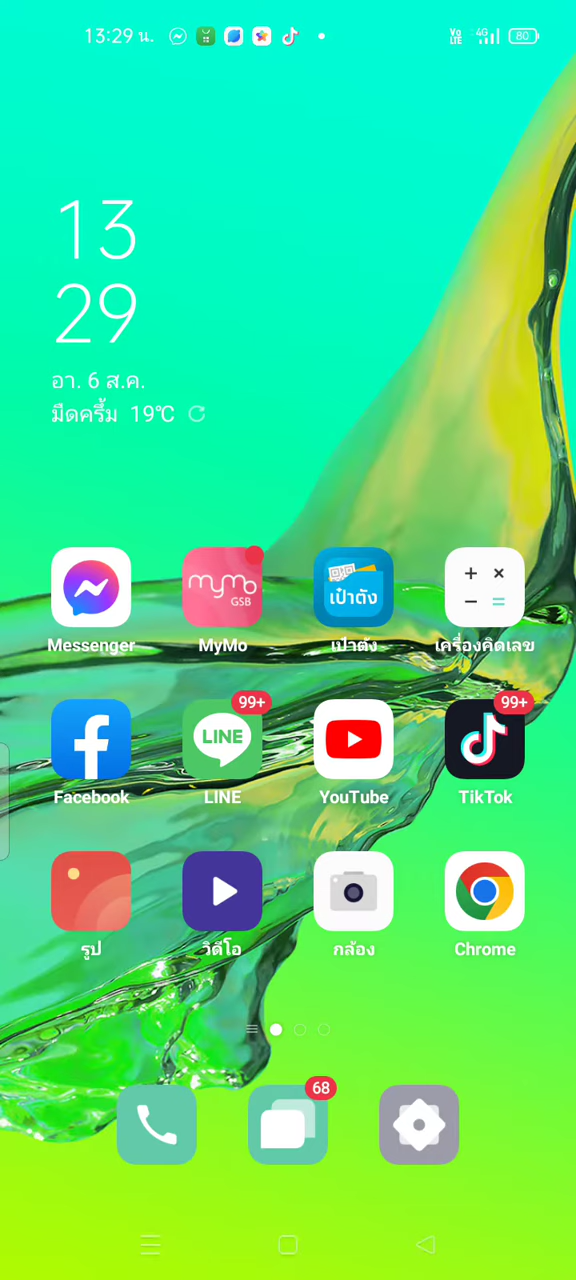 13:29 น.
Vo LTE 4G 80
13
29
อา. 6 ส.ค.
มืดครึ้ม 19°C
mymo GSB
เป๋าตัง
+ × − =
Messenger MyMo เป๋าตัง เครื่องคิดเลข
99+ 99+
LINE
Facebook LINE YouTube TikTok
รูป วิดีโอ กล้อง Chrome
68